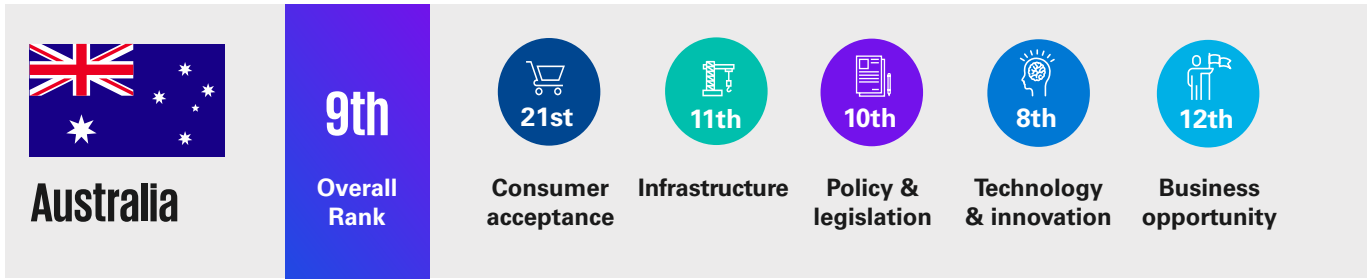 Australia
9th
Overall
Rank
21st
Consumer
acceptance
11th
Infrastructure
10th
Policy &
legislation
8th
Technology
& innovation
12th
Business
opportunity